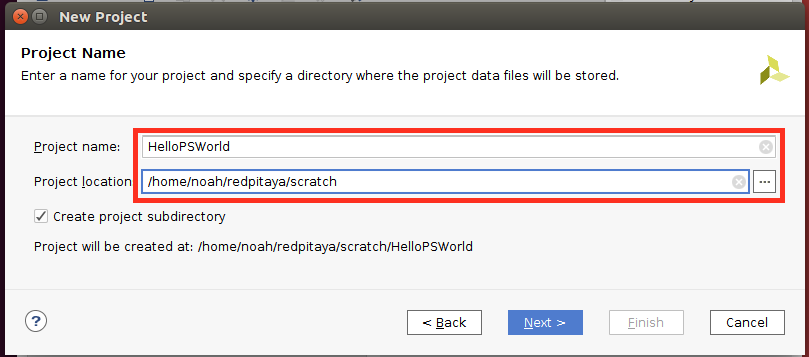 New Project
Project Name
Enter a name for your project and specify a directory where the project data files will be stored.
Project name: HelloPSWorld
Project location /home/noah/redpitaya/scratch ...
Create project subdirectory
Project will be created at: /home/noah/redpitaya/scratch/HelloPSWorld
? < Back Next > Finish Cancel